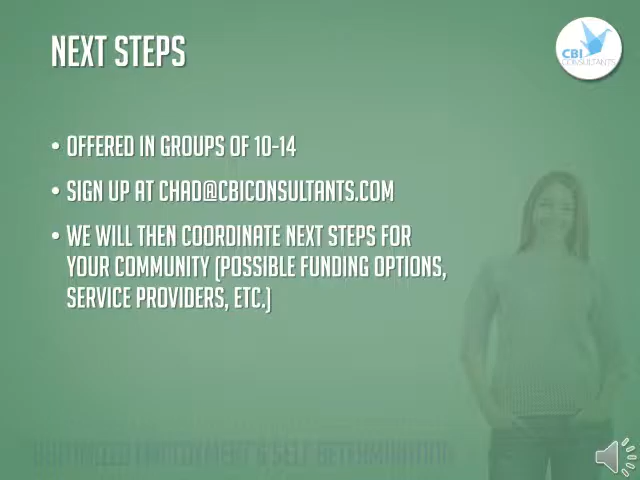 NEXT STEPS
CBI
CONSULTANTS
• OFFERED IN GROUPS OF 10-14
• SIGN UP AT CHAD@CBICONSULTANTS.COM
• WE WILL THEN COORDINATE NEXT STEPS FOR
YOUR COMMUNITY (POSSIBLE FUNDING OPTIONS,
SERVICE PROVIDERS, ETC.)